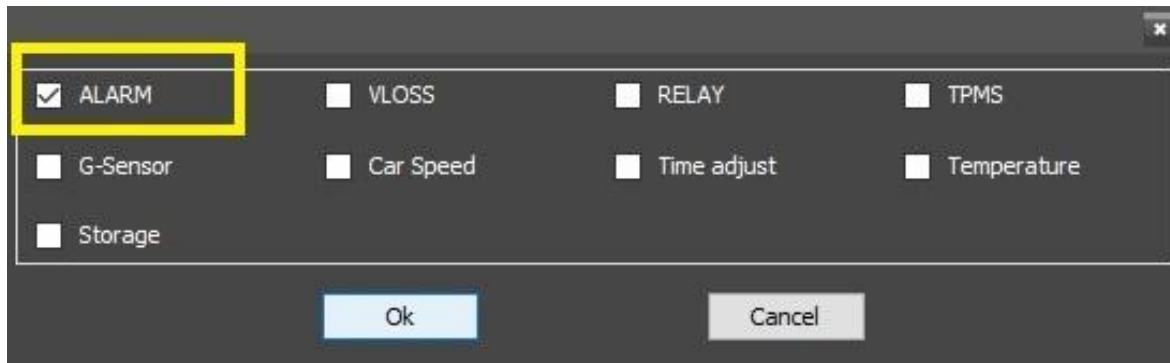 ALARM VLOSS RELAY TPMS
G-Sensor Car Speed Time adjust Temperature
Storage
Ok Cancel